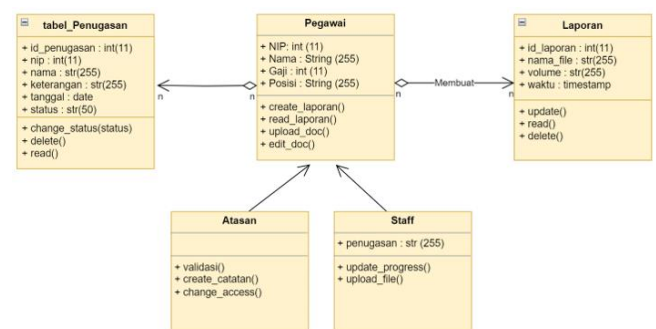 tabel_Penugasan
+ id_penugasan : int(11)
+ nip : int(11)
+ nama : str(255)
+ keterangan : str(255)
+ tanggal : date
+ status : str(50)
+ change_status(status)
+ delete()
+ read()
n
n
Pegawai
+ NIP: int (11)
+ Nama : String (255)
+ Gaji : int (11)
+ Posisi : String (255)
+ create_laporan()
+ read_laporan()
+ upload_doc()
+ edit_doc()
n
Membuat
n
Laporan
+ id_laporan : int(11)
+ nama_file : str(255)
+ volume : str(255)
+ waktu : timestamp
+ update()
+ read()
+ delete()
Atasan
+ validasi()
+ create_catatan()
+ change_access()
Staff
+ penugasan : str (255)
+ update_progress()
+ upload_file()